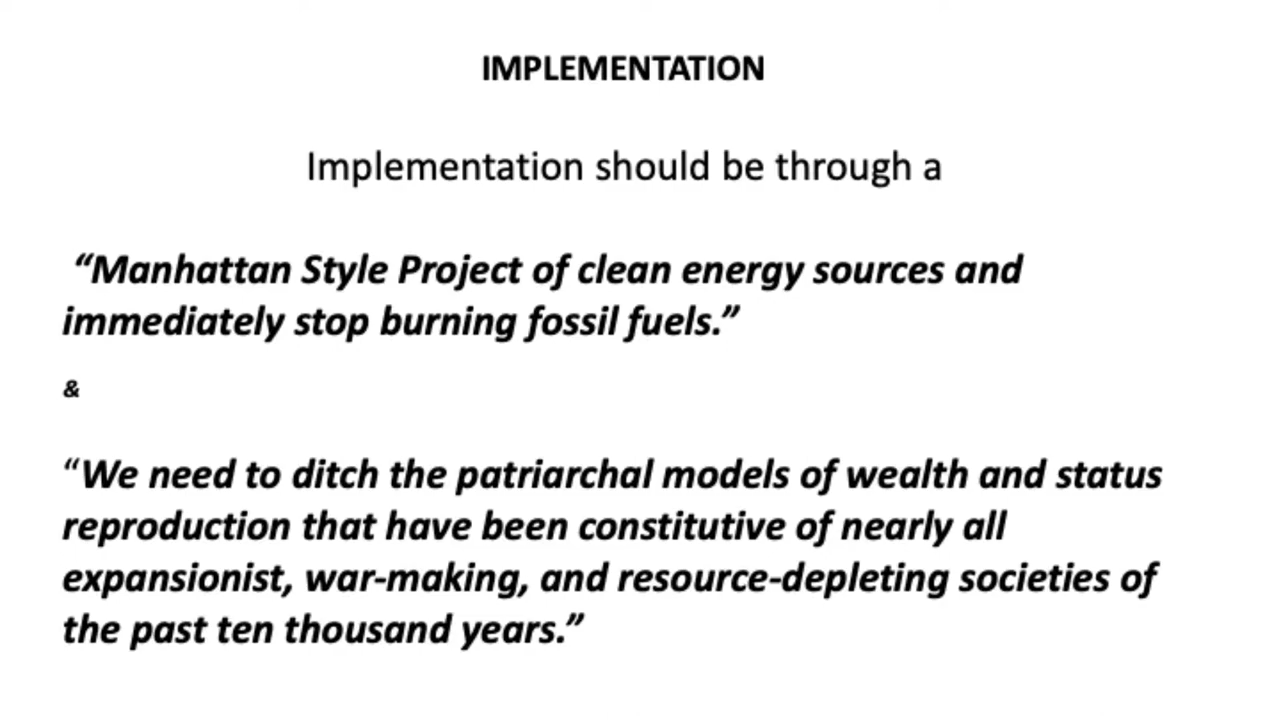 IMPLEMENTATION
Implementation should be through a
“Manhattan Style Project of clean energy sources and
immediately stop burning fossil fuels.”
&
“We need to ditch the patriarchal models of wealth and status
reproduction that have been constitutive of nearly all
expansionist, war-making, and resource-depleting societies of
the past ten thousand years.”